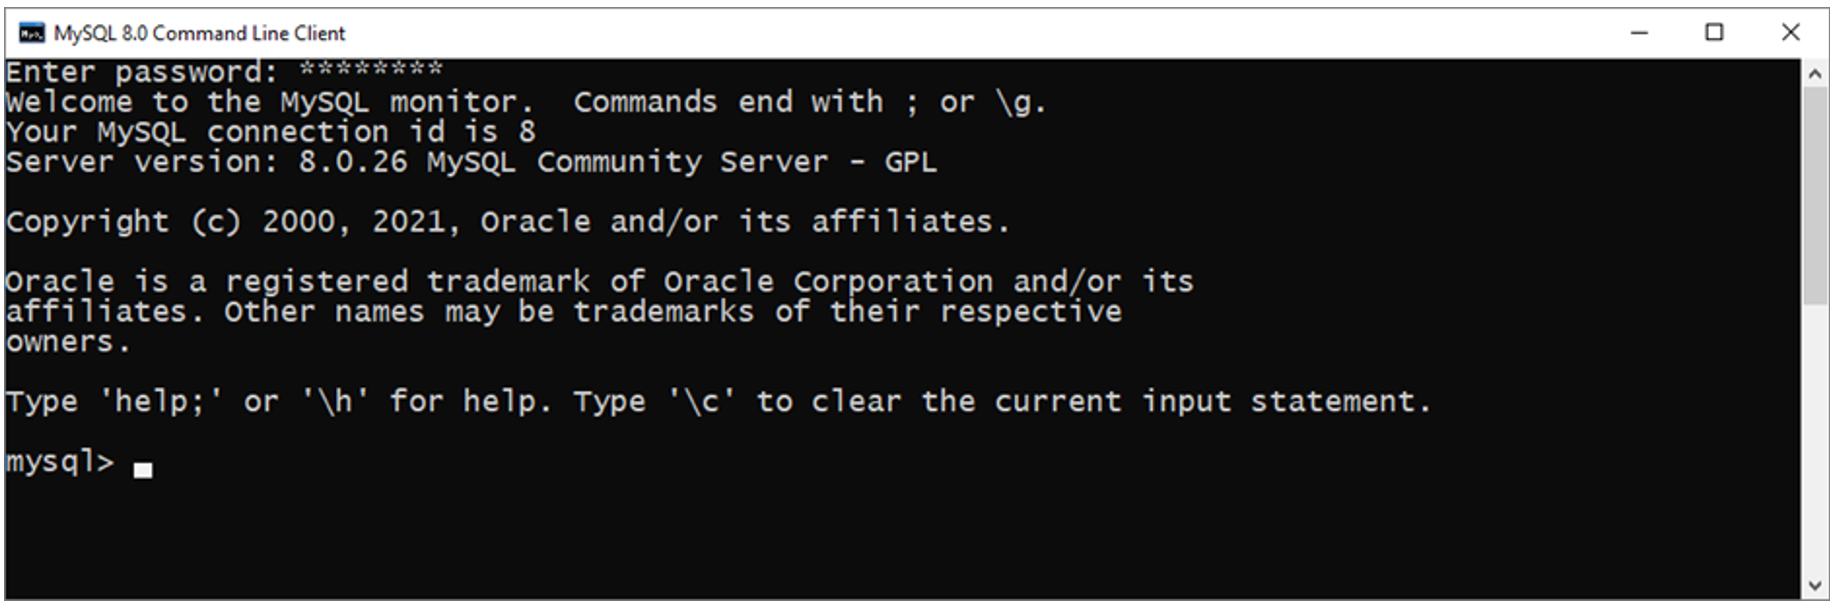 MySQL 8.0 Command Line Client
Enter password: ********
Welcome to the MySQL monitor.  Commands end with ; or \g.
Your MySQL connection id is 8
Server version: 8.0.26 MySQL Community Server - GPL
Copyright (c) 2000, 2021, Oracle and/or its affiliates.
Oracle is a registered trademark of Oracle Corporation and/or its
affiliates. Other names may be trademarks of their respective
owners.
Type 'help;' or '\h' for help. Type '\c' to clear the current input statement.
mysql>